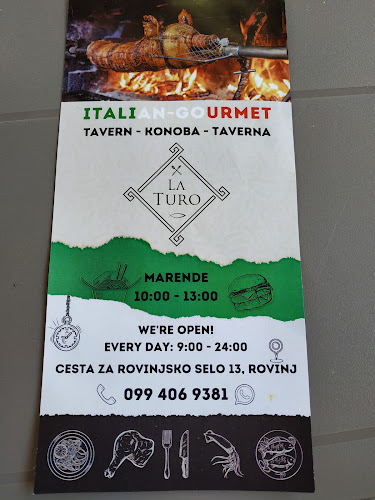 ITALIAN-GOURMET
TAVERN - KONOBA - TAVERNA
LA
TURO
MARENDE
10:00 - 13:00
WE'RE OPEN!
EVERY DAY: 9:00 - 24:00
CESTA ZA ROVINJSKO SELO 13, ROVINJ
099 406 9381